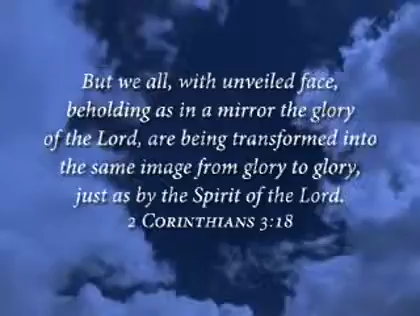 But we all, with unveiled face,
beholding as in a mirror the glory
of the Lord, are being transformed into
the same image from glory to glory,
just as by the Spirit of the Lord.
2 Corinthians 3:18